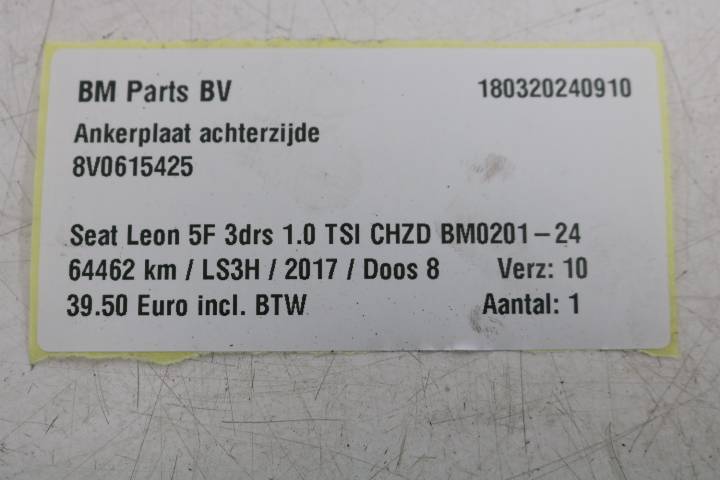 BM Parts BV 180320240910
Ankerplaat achterzijde
8V0615425
Seat Leon 5F 3drs 1.0 TSI CHZD BM0201-24
64462 km / LS3H / 2017 / Doos 8 Verz: 10
39.50 Euro incl. BTW Aantal: 1